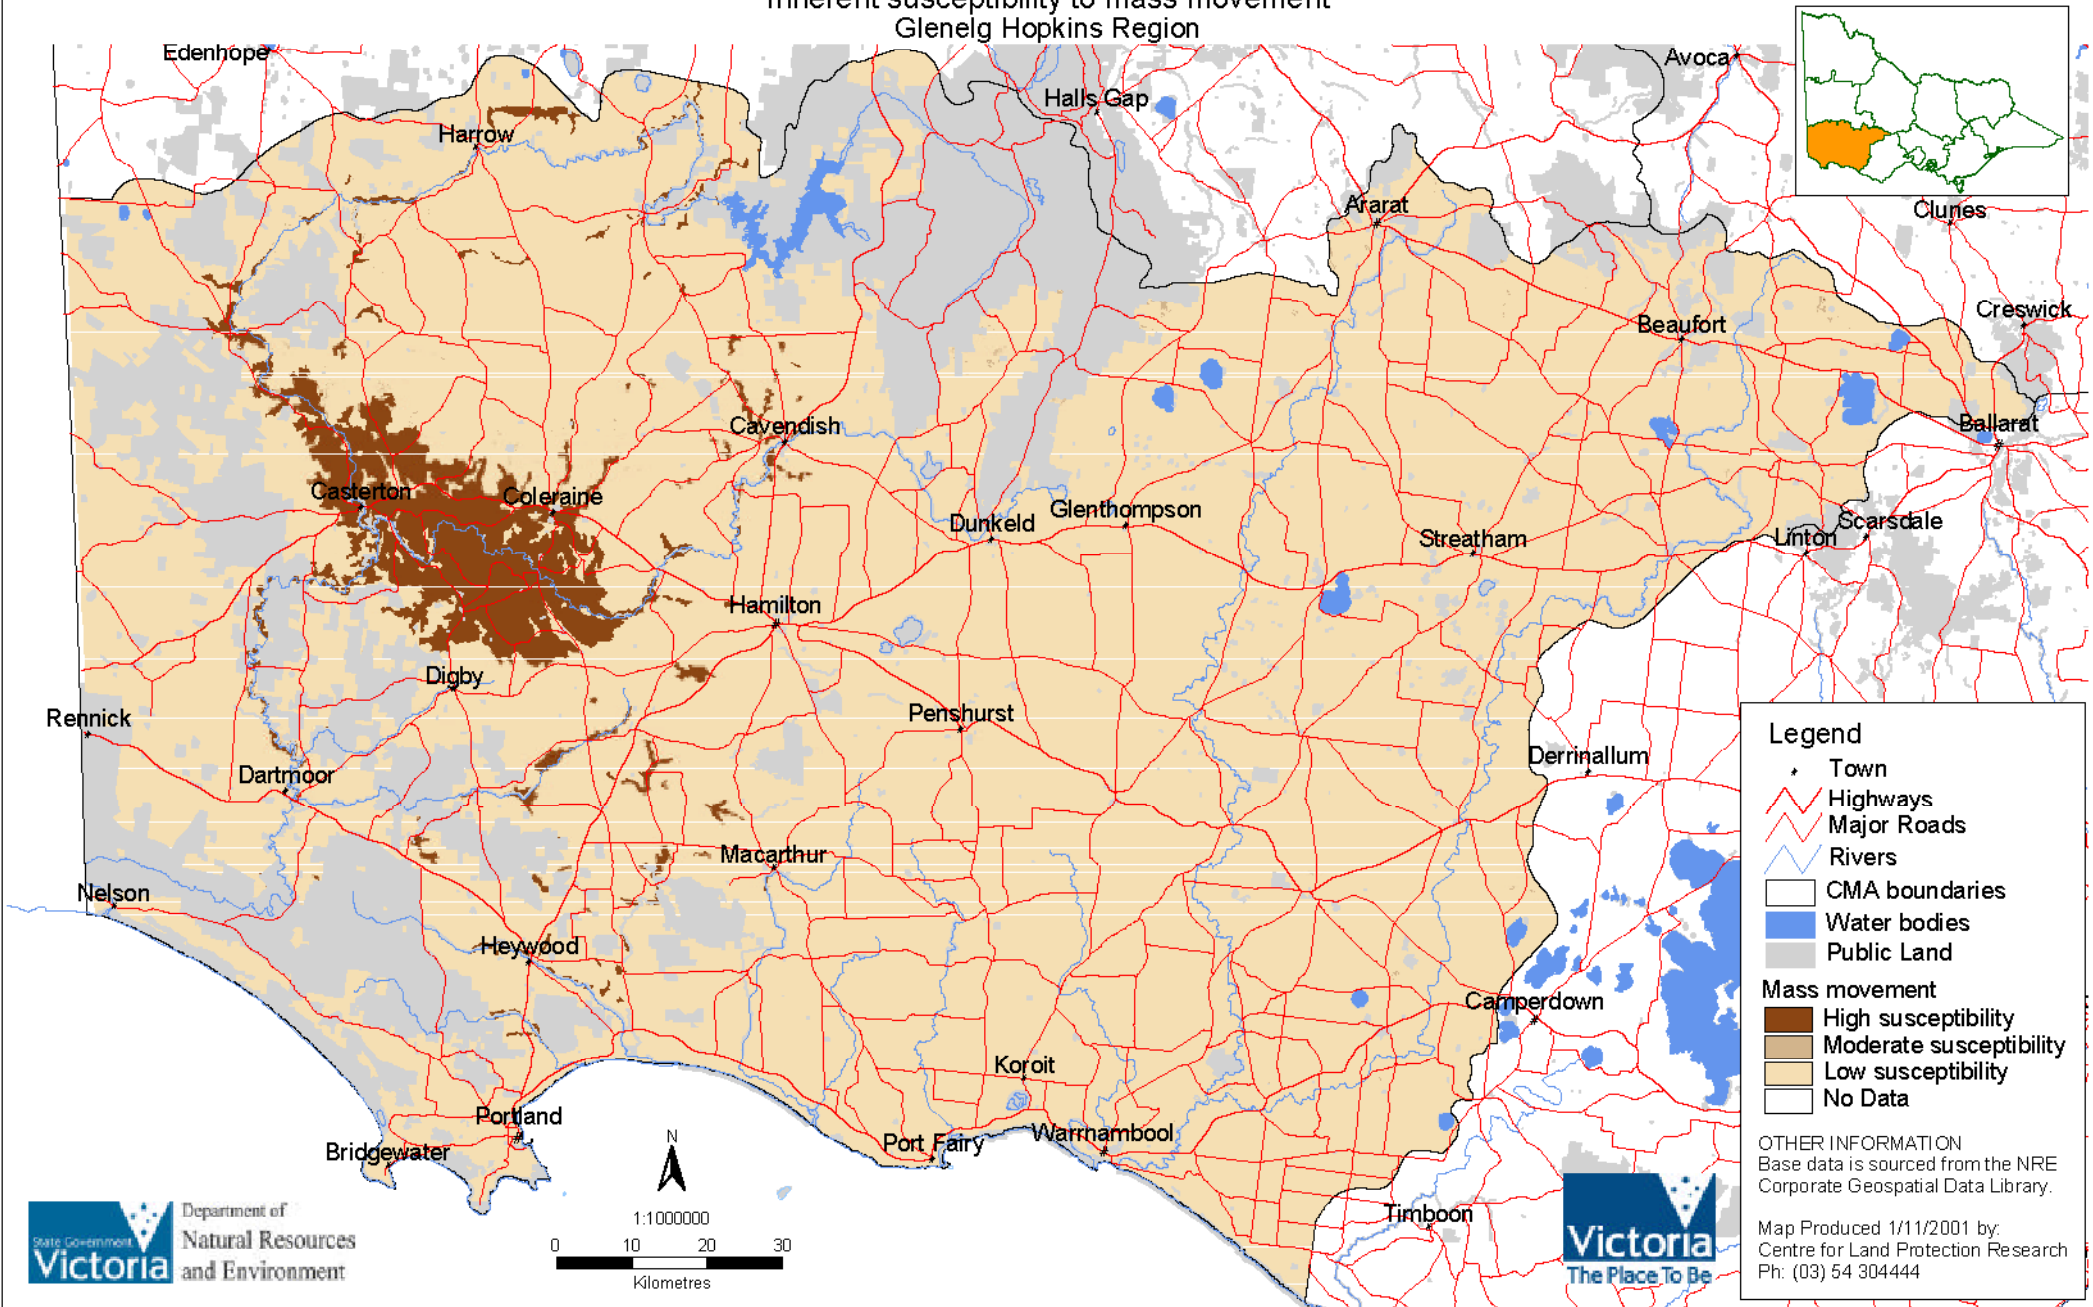 Inherent susceptibility to mass movement
Glenelg Hopkins Region
Edenhope
Avoca
Halls Gap
Harrow
Ararat
Clunes
Creswick
Beaufort
Cavendish
Ballarat
Casterton
Coleraine
Glenthompson
Dunkeld
Scarsdale
Streatham
Linton
Hamilton
Digby
Rennick
Penshurst
Derrinallum
Dartmoor
Macarthur
Nelson
Heywood
Camperdown
Koroit
Portland
Warrnambool
Port Fairy
Bridgewater
Timboon
Legend
Town
Highways
Major Roads
Rivers
CMA boundaries
Water bodies
Public Land
Mass movement
High susceptibility
Moderate susceptibility
Low susceptibility
No Data
OTHER INFORMATION
Base data is sourced from the NRE
Corporate Geospatial Data Library.
Map Produced 1/11/2001 by:
Centre for Land Protection Research
Ph: (03) 54 304444
N
1:1000000
0 10 20 30
Kilometres
State Government
Victoria
Department of
Natural Resources
and Environment
Victoria
The Place To Be